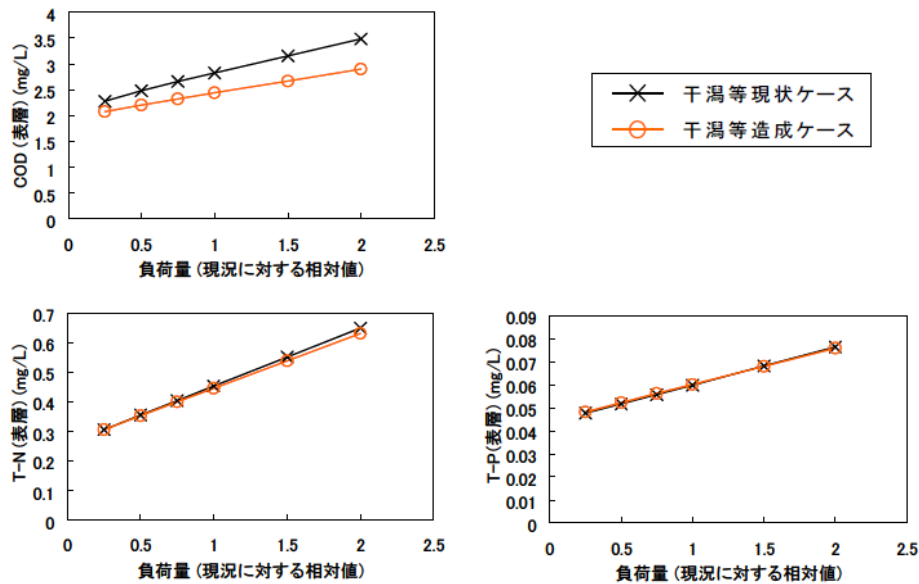 4
3.5
3
2.5
2
1.5
1
0.5
0
COD (表層) (mg/L)
0 0.5 1 1.5 2 2.5
負荷量 (現況に対する相対値)
干潟等現状ケース
干潟等造成ケース
0.7
0.6
0.5
0.4
0.3
0.2
0.1
0
T-N (表層) (mg/L)
0 0.5 1 1.5 2 2.5
負荷量 (現況に対する相対値)
0.09
0.08
0.07
0.06
0.05
0.04
0.03
0.02
0.01
0
T-P(表層) (mg/L)
0 0.5 1 1.5 2 2.5
負荷量 (現況に対する相対値)